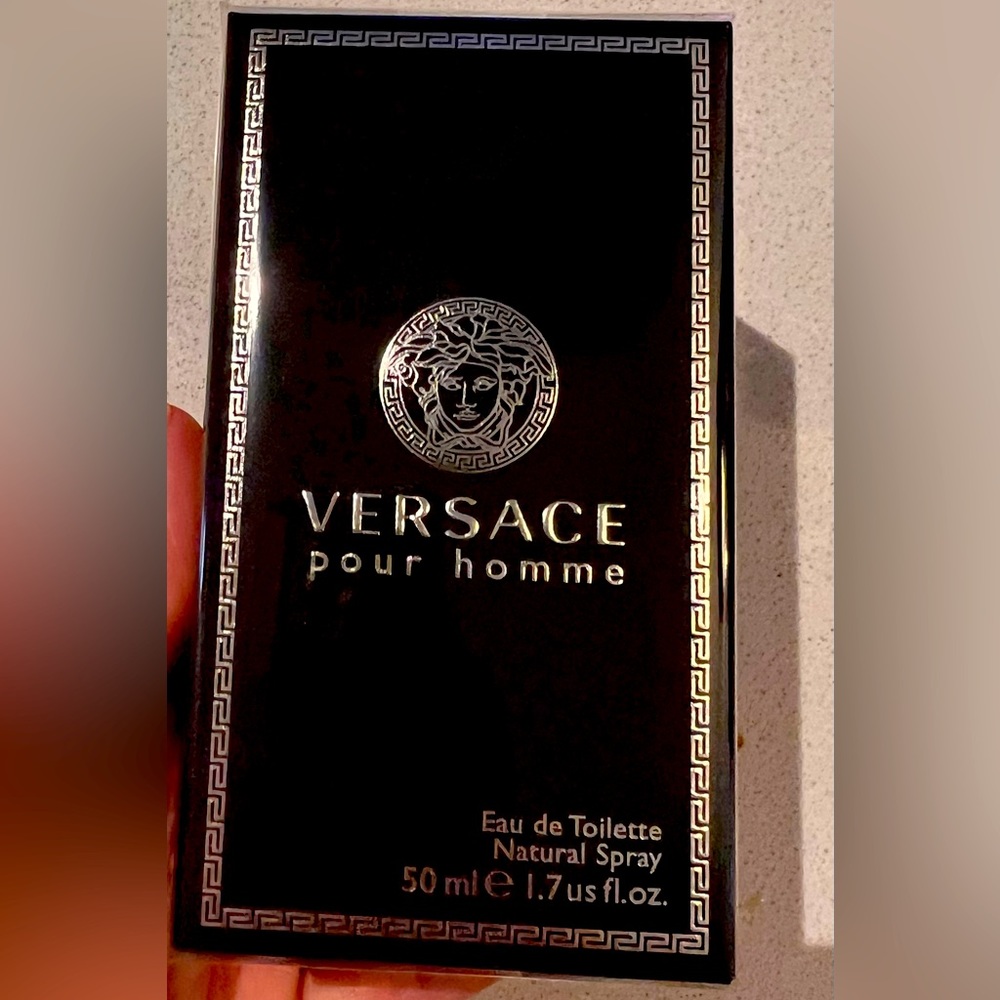 VERSACE
pour homme
Eau de Toilette
Natural Spray
50 ml ℮ 1.7 us fl.oz.